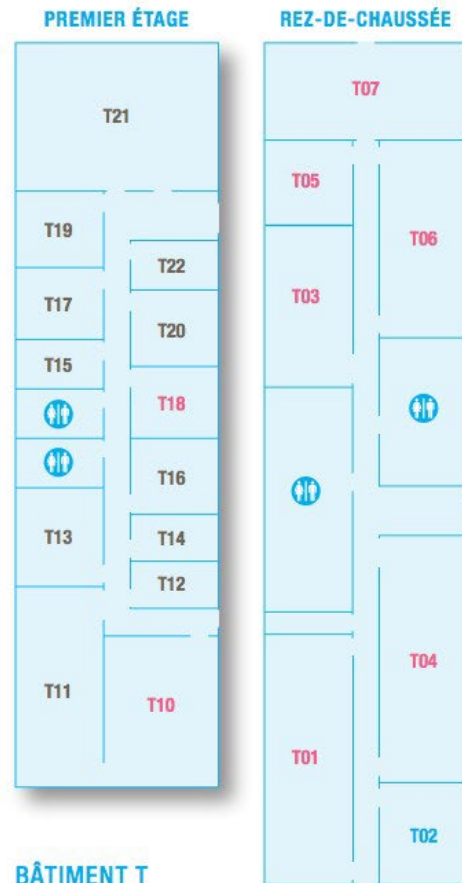 PREMIER ÉTAGE
T21
T19
T22
T17
T20
T15
T18
T16
T13
T14
T12
T11
T10
REZ-DE-CHAUSSÉE
T07
T05
T06
T03
T04
T01
T02
BÂTIMENT T